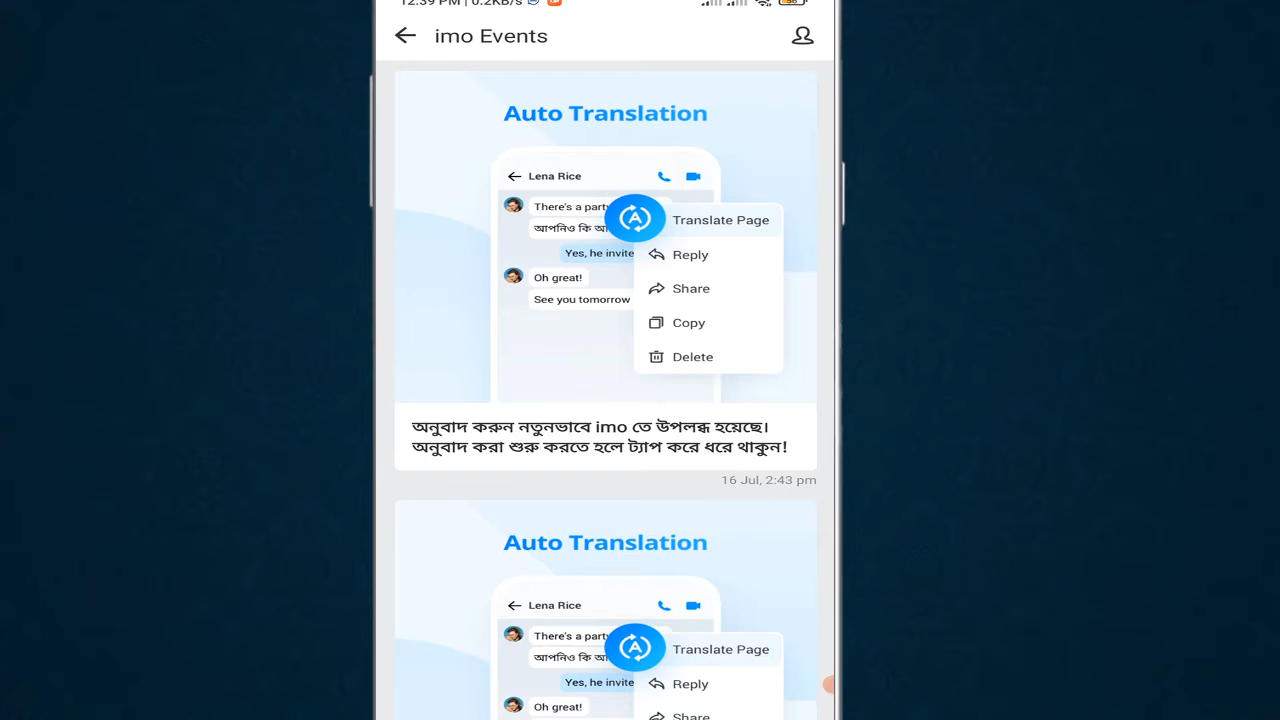 12:39 PM | 0.2KB/s
imo Events
Auto Translation
Lena Rice
There's a party
আপনিও কি
Translate Page
Yes, he invite
Reply
Oh great!
Share
See you tomorrow
Copy
Delete
অনুবাদ করুন নতুনভাবে imo তে উপলব্ধ হয়েছে।
অনুবাদ করা শুরু করতে হলে ট্যাপ করে ধরে থাকুন!
16 Jul, 2:43 pm
Auto Translation
Lena Rice
There's a party
আপনিও কি
Translate Page
Yes, he invite
Reply
Oh great!
Share